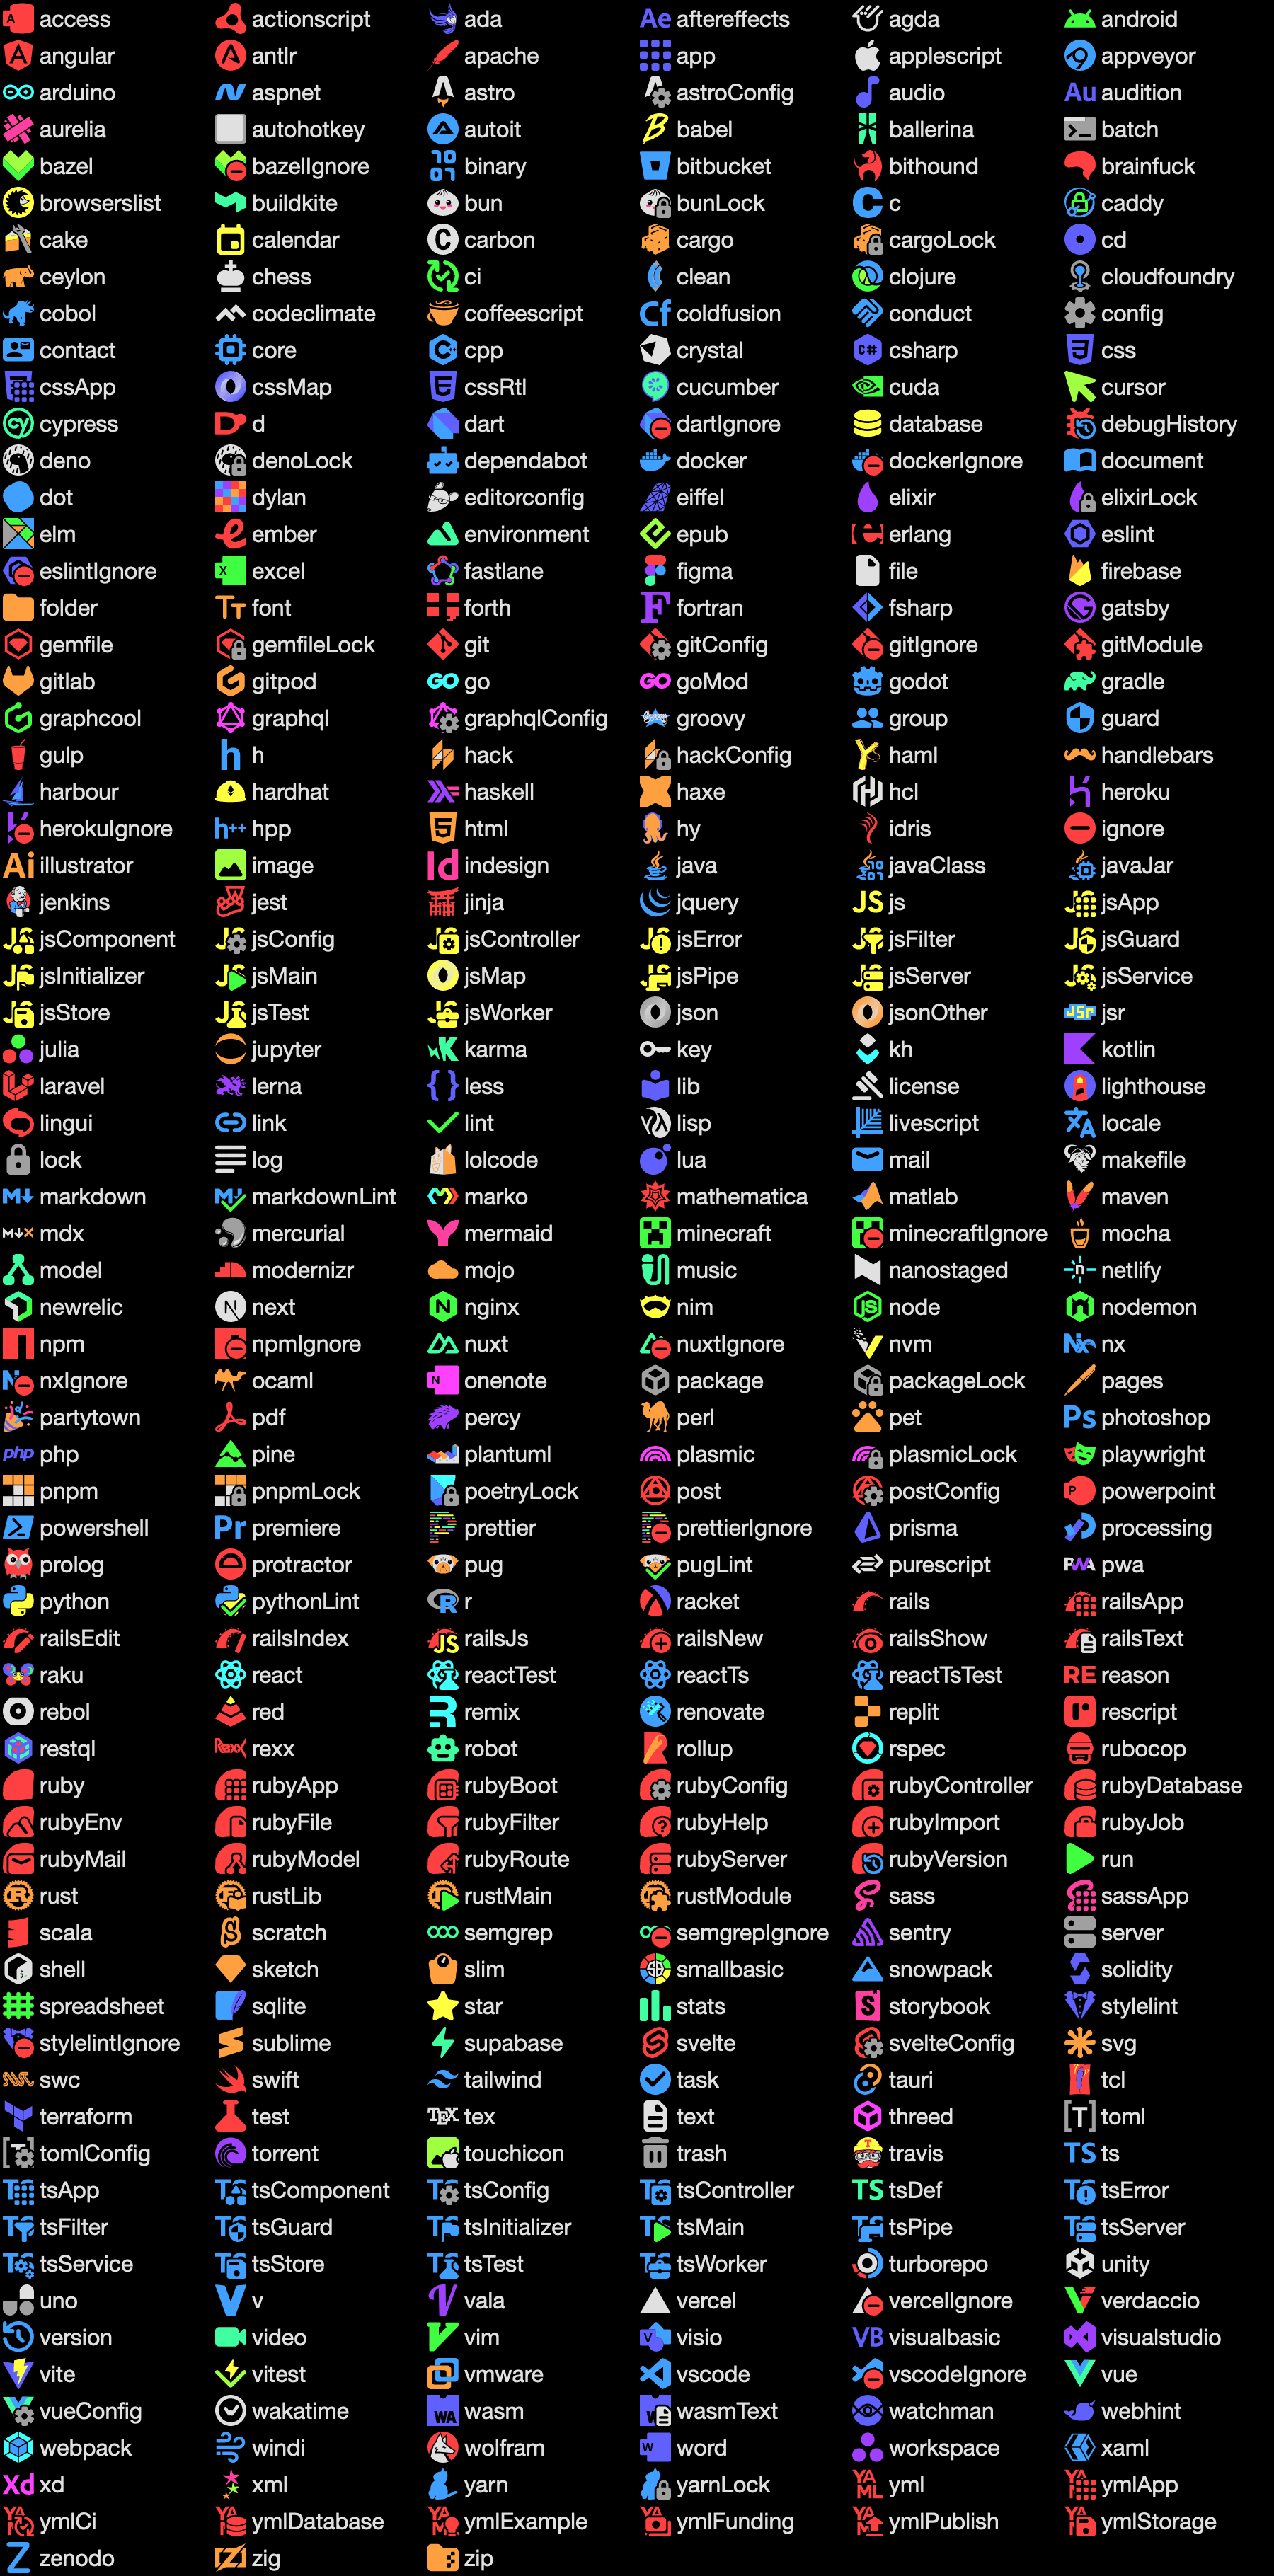 access actionscript ada aftereffects agda android
angular antlr apache app applescript appveyor
arduino aspnet astro astroConfig audio audition
aurelia autohotkey autoit babel ballerina batch
bazel bazelIgnore binary bitbucket bithound brainfuck
browserslist buildkite bun bunLock c caddy
cake calendar carbon cargo cargoLock cd
ceylon chess ci clean clojure cloudfoundry
cobol codeclimate coffeescript coldfusion conduct config
contact core cpp crystal csharp css
cssApp cssMap cssRtl cucumber cuda cursor
cypress d dart dartIgnore database debugHistory
deno denoLock dependabot docker dockerIgnore document
dot dylan editorconfig eiffel elixir elixirLock
elm ember environment epub erlang eslint
eslintIgnore excel fastlane figma file firebase
folder font forth fortran fsharp gatsby
gemfile gemfileLock git gitConfig gitIgnore gitModule
gitlab gitpod go goMod godot gradle
graphcool graphql graphqlConfig groovy group guard
gulp h hack hackConfig haml handlebars
harbour hardhat haskell haxe hcl heroku
herokuIgnore hpp html hy idris ignore
illustrator image indesign java javaClass javaJar
jenkins jest jinja jquery js jsApp
jsComponent jsConfig jsController jsError jsFilter jsGuard
jsInitializer jsMain jsMap jsPipe jsServer jsService
jsStore jsTest jsWorker json jsonOther jsr
julia jupyter karma key kh kotlin
laravel lerna less lib license lighthouse
lingui link lint lisp livescript locale
lock log lolcode lua mail makefile
markdown markdownLint marko mathematica matlab maven
mdx mercurial mermaid minecraft minecraftIgnore mocha
model modernizr mojo music nanostaged netlify
newrelic next nginx nim node nodemon
npm npmIgnore nuxt nuxtIgnore nvm nx
nxIgnore ocaml onenote package packageLock pages
partytown pdf percy perl pet photoshop
php pine plantuml plasmic plasmicLock playwright
pnpm pnpmLock poetryLock post postConfig powerpoint
powershell premiere prettier prettierIgnore prisma processing
prolog protractor pug pugLint purescript pwa
python pythonLint r racket rails railsApp
railsEdit railsIndex railsJs railsNew railsShow railsText
raku react reactTest reactTs reactTsTest reason
rebol red remix renovate replit rescript
restql rexx robot rollup rspec rubocop
ruby rubyApp rubyBoot rubyConfig rubyController rubyDatabase
rubyEnv rubyFile rubyFilter rubyHelp rubyImport rubyJob
rubyMail rubyModel rubyRoute rubyServer rubyVersion run
rust rustLib rustMain rustModule sass sassApp
scala scratch semgrep semgrepIgnore sentry server
shell sketch slim smallbasic snowpack solidity
spreadsheet sqlite star stats storybook stylelint
stylelintIgnore sublime supabase svelte svelteConfig svg
swc swift tailwind task tauri tcl
terraform test tex text threed toml
tomlConfig torrent touchicon trash travis ts
tsApp tsComponent tsConfig tsController tsDef tsError
tsFilter tsGuard tsInitializer tsMain tsPipe tsServer
tsService tsStore tsTest tsWorker turborepo unity
uno v vala vercel vercelIgnore verdaccio
version video vim visio visualbasic visualstudio
vite vitest vmware vscode vscodeIgnore vue
vueConfig wakatime wasm wasmText watchman webhint
webpack windi wolfram word workspace xaml
xd xml yarn yarnLock yml ymlApp
ymlCi ymlDatabase ymlExample ymlFunding ymlPublish ymlStorage
zenodo zig zip